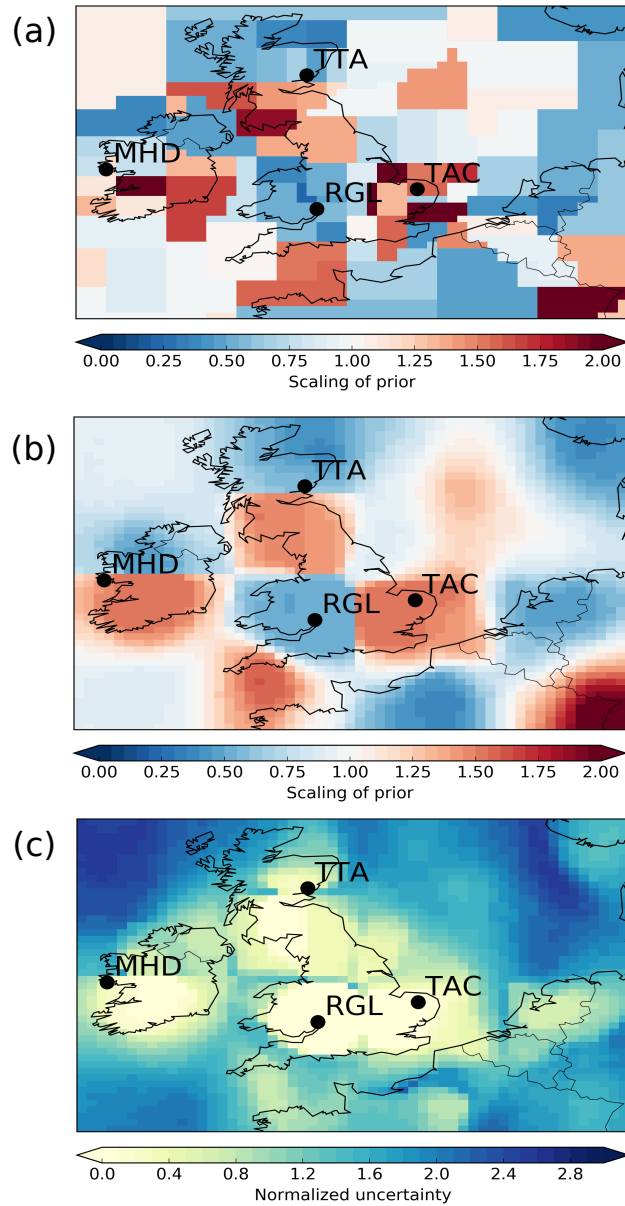 (a)
TTA
MHD
TAC
RGL
0.00 0.25 0.50 0.75 1.00 1.25 1.50 1.75 2.00
Scaling of prior
(b)
TTA
MHD
TAC
RGL
0.00 0.25 0.50 0.75 1.00 1.25 1.50 1.75 2.00
Scaling of prior
(c)
TTA
MHD
TAC
RGL
0.0 0.4 0.8 1.2 1.6 2.0 2.4 2.8
Normalized uncertainty